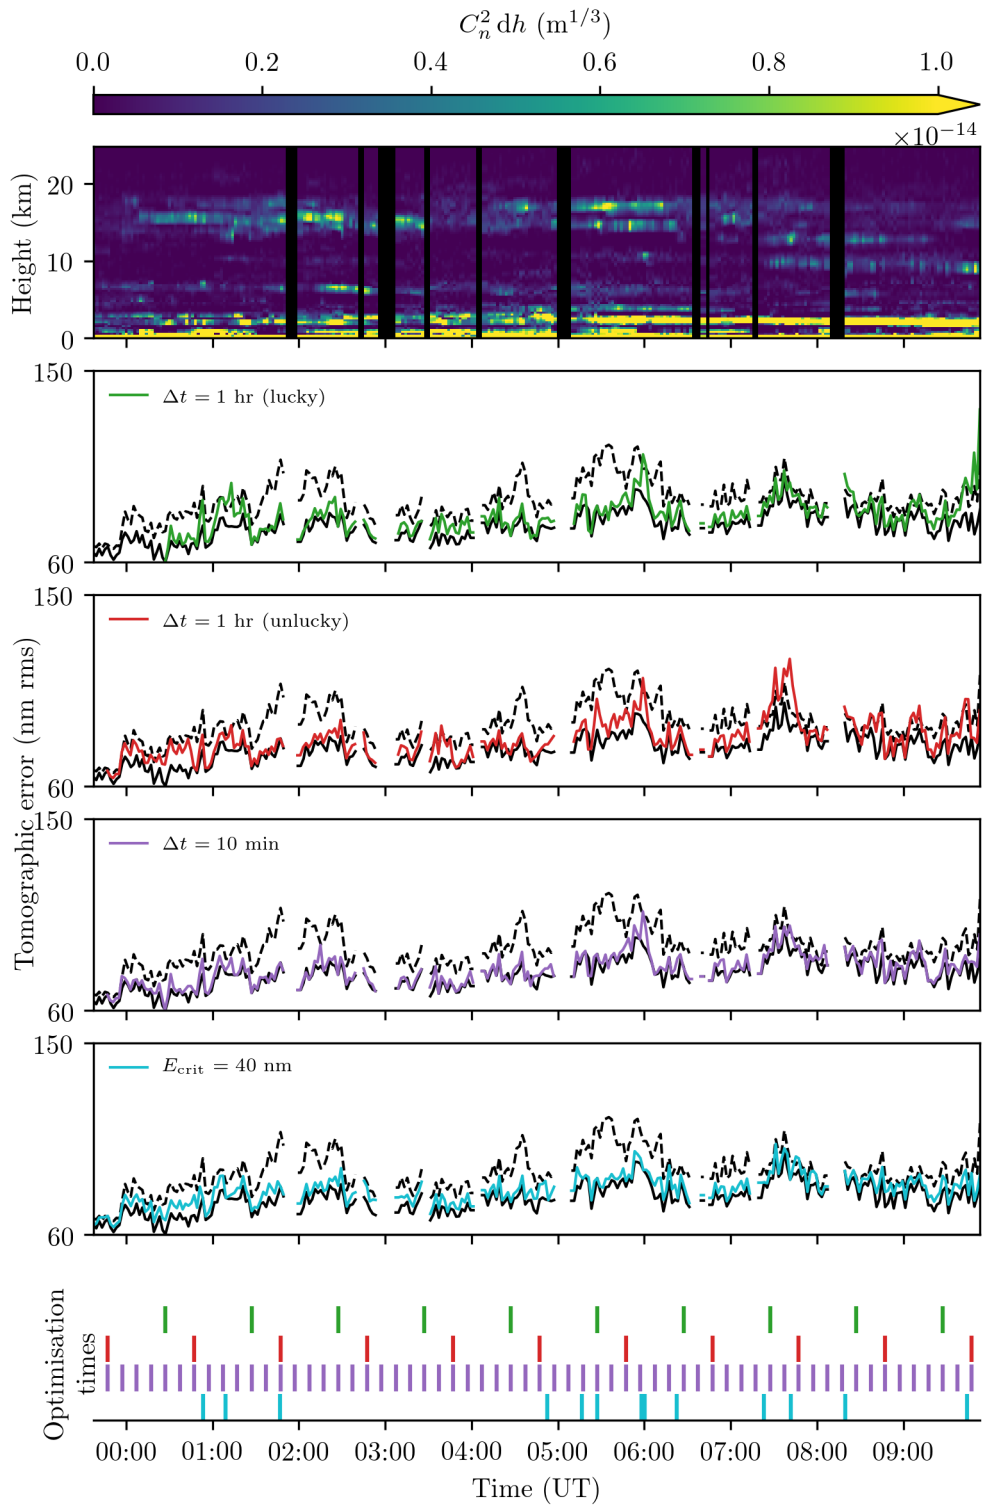 C_n^2 dh (m^{1/3})
0.0 0.2 0.4 0.6 0.8 1.0
×10^{−14}
Height (km)
20
10
0
Tomographic error (nm rms)
150
Δt = 1 hr (lucky)
60
150
Δt = 1 hr (unlucky)
60
150
Δt = 10 min
60
150
E_crit = 40 nm
60
Optimisation
times
00:00 01:00 02:00 03:00 04:00 05:00 06:00 07:00 08:00 09:00
Time (UT)